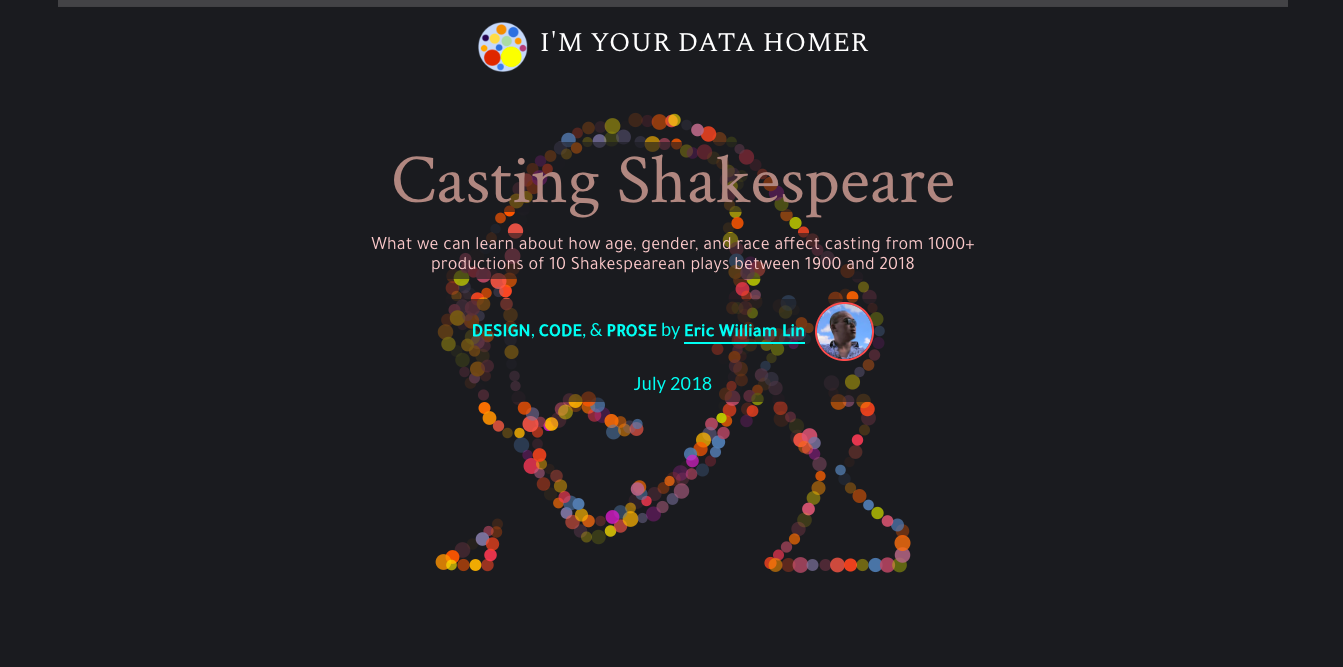 I'M YOUR DATA HOMER
Casting Shakespeare
What we can learn about how age, gender, and race affect casting from 1000+
productions of 10 Shakespearean plays between 1900 and 2018
DESIGN, CODE, & PROSE by Eric William Lin
July 2018